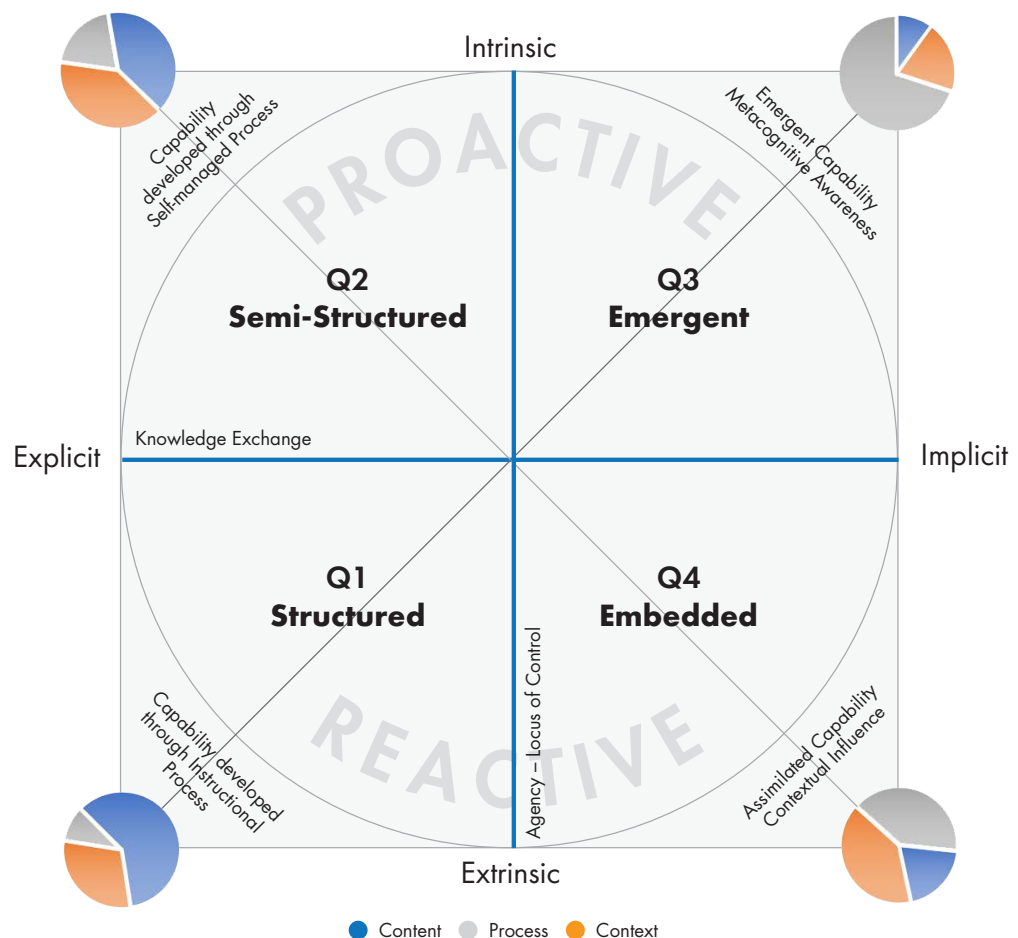 Intrinsic
Capability
developed through
Self-managed Process
Emergent Capability
Metacognitive Awareness
PROACTIVE
Q2
Semi-Structured
Q3
Emergent
Knowledge Exchange
Explicit
Implicit
Q1
Structured
Q4
Embedded
Agency – Locus of Control
REACTIVE
Capability developed
through Instructional
Process
Assimilated Capability
Contextual Influence
Extrinsic
Content Process Context